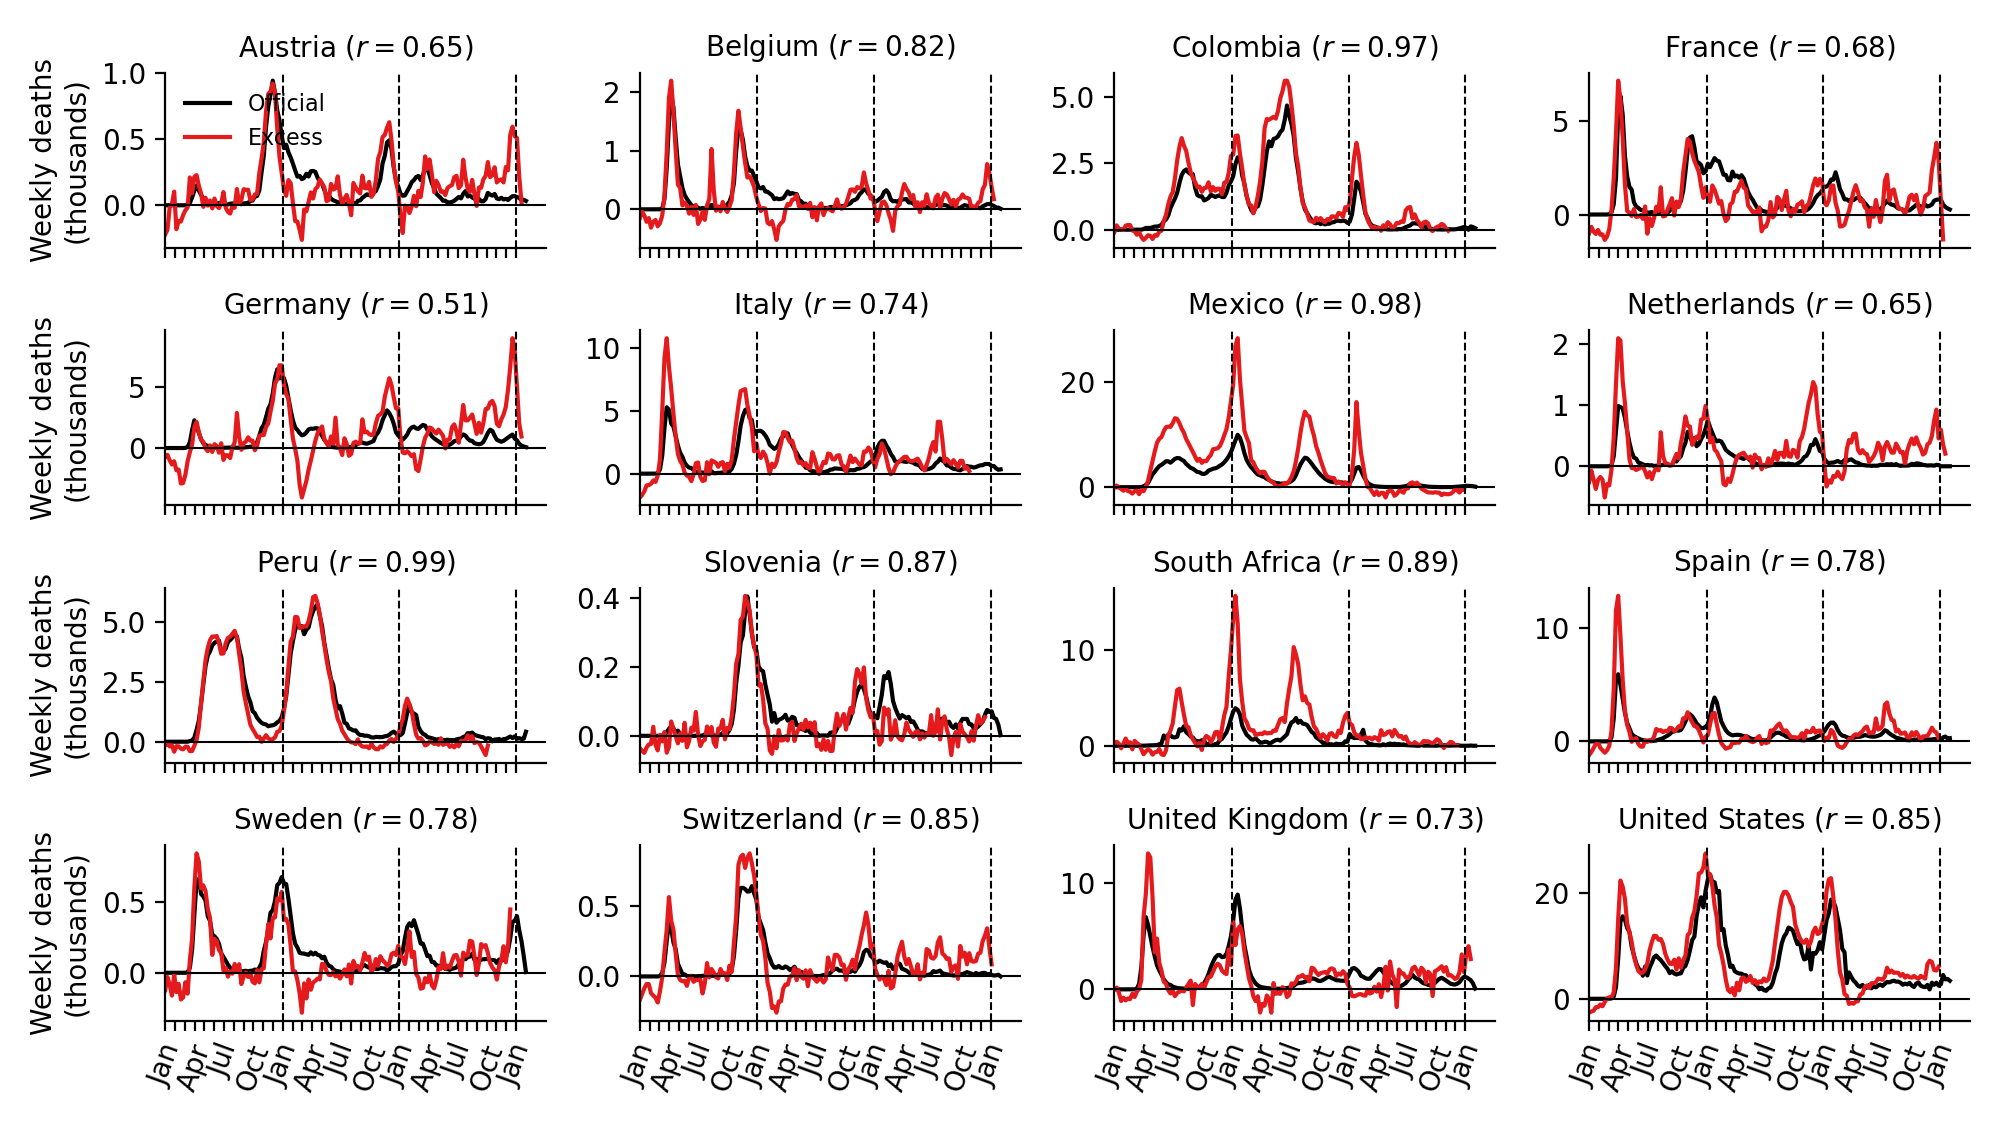 Austria (r = 0.65)
Belgium (r = 0.82)
Colombia (r = 0.97)
France (r = 0.68)
Weekly deaths
(thousands)
1.0
0.5
0.0
Official
Excess
2
1
0
5.0
2.5
0.0
5
0
Germany (r = 0.51)
Italy (r = 0.74)
Mexico (r = 0.98)
Netherlands (r = 0.65)
Weekly deaths
(thousands)
5
0
10
5
0
20
0
2
1
0
Peru (r = 0.99)
Slovenia (r = 0.87)
South Africa (r = 0.89)
Spain (r = 0.78)
Weekly deaths
(thousands)
5.0
2.5
0.0
0.4
0.2
0.0
10
0
10
0
Sweden (r = 0.78)
Switzerland (r = 0.85)
United Kingdom (r = 0.73)
United States (r = 0.85)
Weekly deaths
(thousands)
0.5
0.0
0.5
0.0
10
0
20
0
Jan Apr Jul Oct Jan Apr Jul Oct Jan Apr Jul Oct Jan
Jan Apr Jul Oct Jan Apr Jul Oct Jan Apr Jul Oct Jan
Jan Apr Jul Oct Jan Apr Jul Oct Jan Apr Jul Oct Jan
Jan Apr Jul Oct Jan Apr Jul Oct Jan Apr Jul Oct Jan